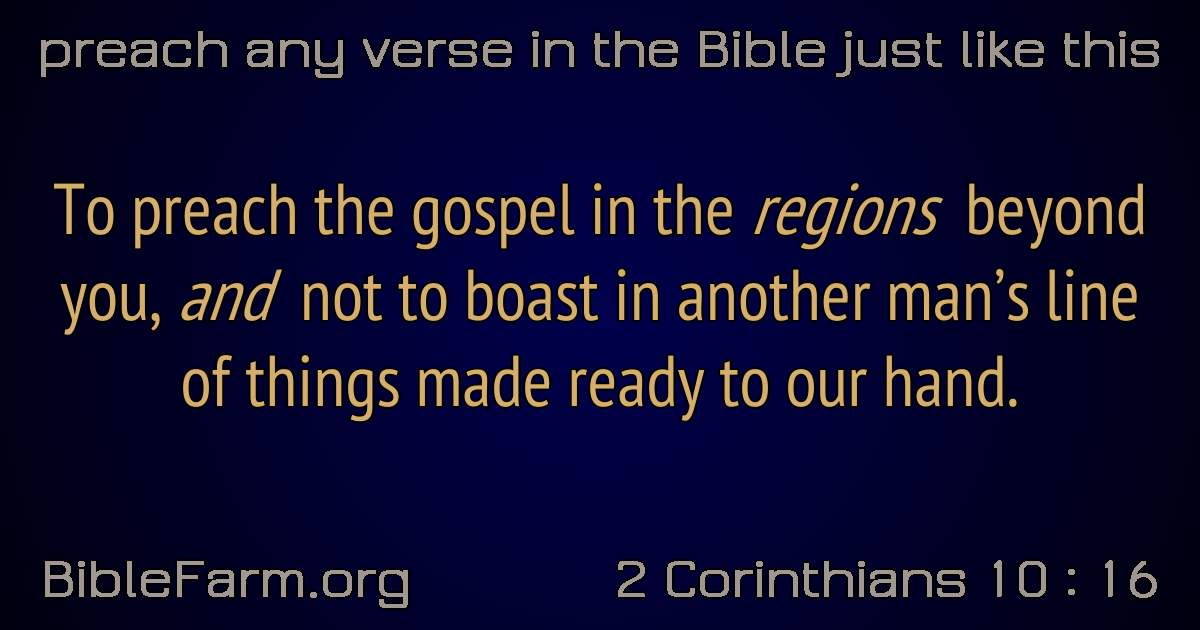 preach any verse in the Bible just like this
To preach the gospel in the regions beyond
you, and not to boast in another man’s line
of things made ready to our hand.
BibleFarm.org
2 Corinthians 10 : 16